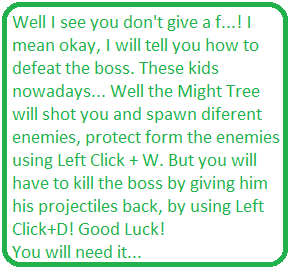 Well I see you don't give a f...! I
mean okay, I will tell you how to
defeat the boss. These kids
nowadays... Well the Might Tree
will shot you and spawn diferent
enemies, protect form the enemies
using Left Click + W. But you will
have to kill the boss by giving him
his projectiles back, by using Left
Click+D! Good Luck!
You will need it...